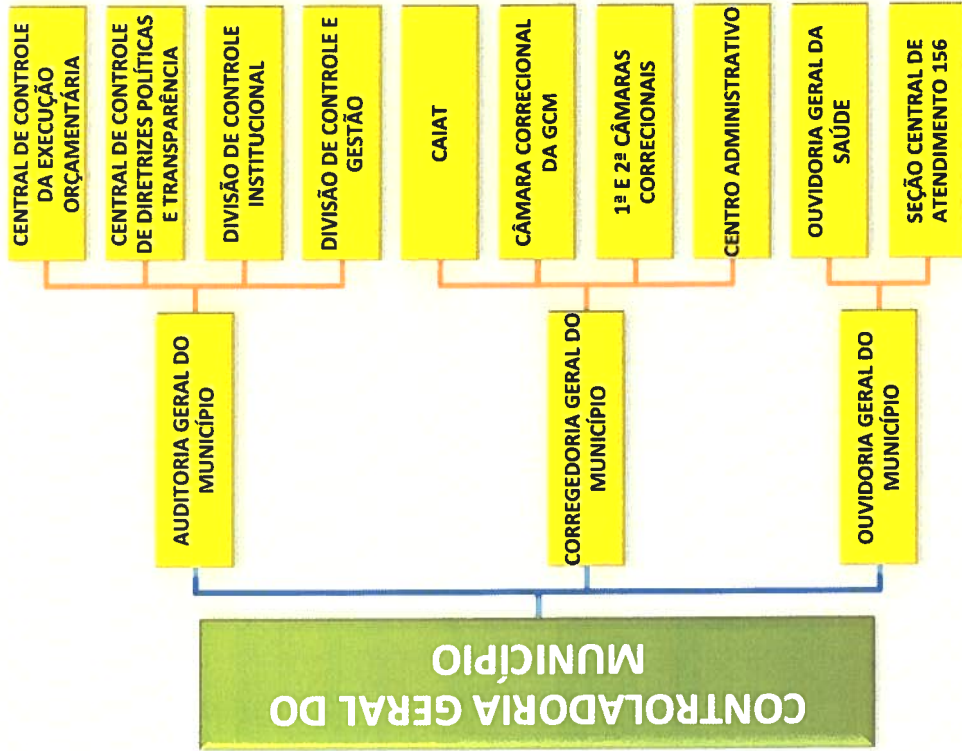 CONTROLADORIA GERAL DO
MUNICÍPIO
AUDITORIA GERAL DO
MUNICÍPIO
CENTRAL DE CONTROLE
DA EXECUÇÃO
ORÇAMENTÁRIA
CENTRAL DE CONTROLE
DE DIRETRIZES POLÍTICAS
E TRANSPARÊNCIA
DIVISÃO DE CONTROLE
INSTITUCIONAL
DIVISÃO DE CONTROLE E
GESTÃO
CORREGEDORIA GERAL DO
MUNICÍPIO
CAIAT
CÂMARA CORRECIONAL
DA GCM
1ª E 2ª CÂMARAS
CORRECIONAIS
CENTRO ADMINISTRATIVO
OUVIDORIA GERAL DO
MUNICÍPIO
OUVIDORIA GERAL DA
SAÚDE
SEÇÃO CENTRAL DE
ATENDIMENTO 156